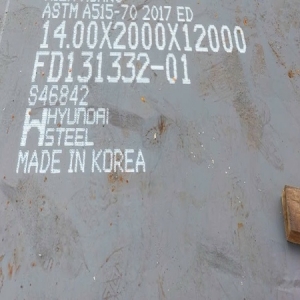 ASTM A515-70 2017 ED
14.00X2000X12000
FD131332-01
S46842
HYUNDAI
STEEL
MADE IN KOREA